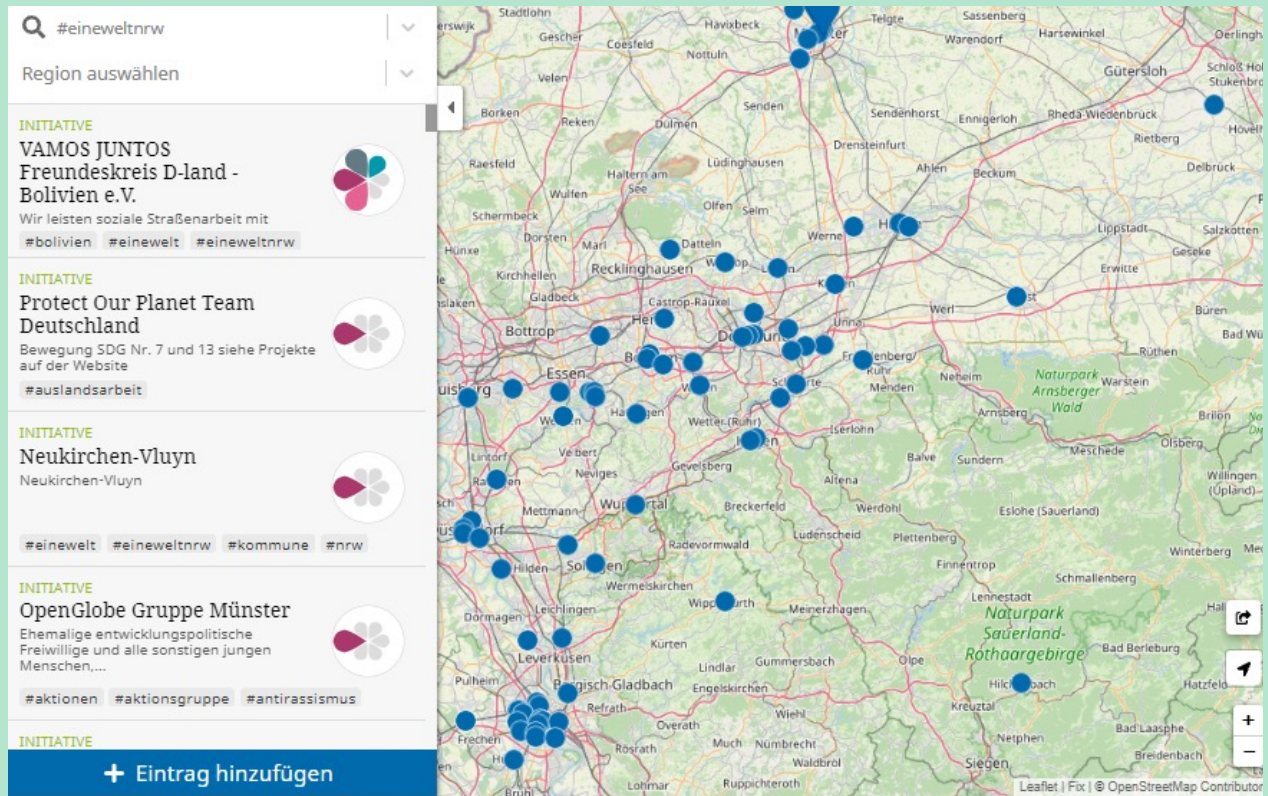 #eineweltnrw
Region auswählen
INITIATIVE
VAMOS JUNTOS
Freundeskreis D-land -
Bolivien e.V.
Wir leisten soziale Straßenarbeit mit
#bolivien #einewelt #eineweltnrw
INITIATIVE
Protect Our Planet Team
Deutschland
Bewegung SDG Nr. 7 und 13 siehe Projekte
auf der Website
#auslandsarbeit
INITIATIVE
Neukirchen-Vluyn
Neukirchen-Vluyn
#einewelt #eineweltnrw #kommune #nrw
INITIATIVE
OpenGlobe Gruppe Münster
Ehemalige entwicklungspolitische
Freiwillige und alle sonstigen jungen
Menschen,...
#aktionen #aktionsgruppe #antirassismus
INITIATIVE
+ Eintrag hinzufügen
Stadtlohn
Gescher
Coesfeld
Havixbeck
Nottuln
Telgte
Sassenberg
Warendorf
Harsewinkel
Gütersloh
Velen
Borken
Reken
Dülmen
Senden
Sendenhorst
Ennigerloh
Rheda-Wiedenbrück
Rietberg
Drensteinfurt
Raesfeld
Haltern am
See
Lüdinghausen
Ahlen
Beckum
Delbrück
Wulfen
Olfen
Selm
Schermbeck
Werne
Lippstadt
Salzkotten
Hünxe
Dorsten
Marl
Datteln
Geseke
Kirchhellen
Recklinghausen
Erwitte
Gladbeck
Castrop-Rauxel
Werl
Büren
Bottrop
Unna
Rüthen
Essen
Menden
Neheim
Naturpark
Arnsberger
Wald
Warstein
Arnsberg
Brilon
Wetter (Ruhr)
Iserlohn
Olsberg
Lintorf
Velbert
Gevelsberg
Balve
Sundern
Meschede
Neviges
Altena
Willingen
(Upland)
Mettmann
Breckerfeld
Werdohl
Eslohe (Sauerland)
Radevormwald
Lüdenscheid
Plettenberg
Winterberg
Hilden
Finnentrop
Wermelskirchen
Schmallenberg
Leichlingen
Meinerzhagen
Lennestadt
Dormagen
Naturpark
Sauerland-
Rothaargebirge
Kürten
Bad Berleburg
Leverkusen
Lindlar
Gummersbach
Olpe
Pulheim
Bergisch Gladbach
Engelskirchen
Hatzfeld
Refrath
Wiehl
Kreuztal
Frechen
Overath
Bad Laasphe
Rösrath
Much
Nümbrecht
Netphen
Waldbröl
Siegen
Breidenbach
Brühl
Lohmar
Ruppichteroth
+
−
Leaflet | Fix | © OpenStreetMap Contributor